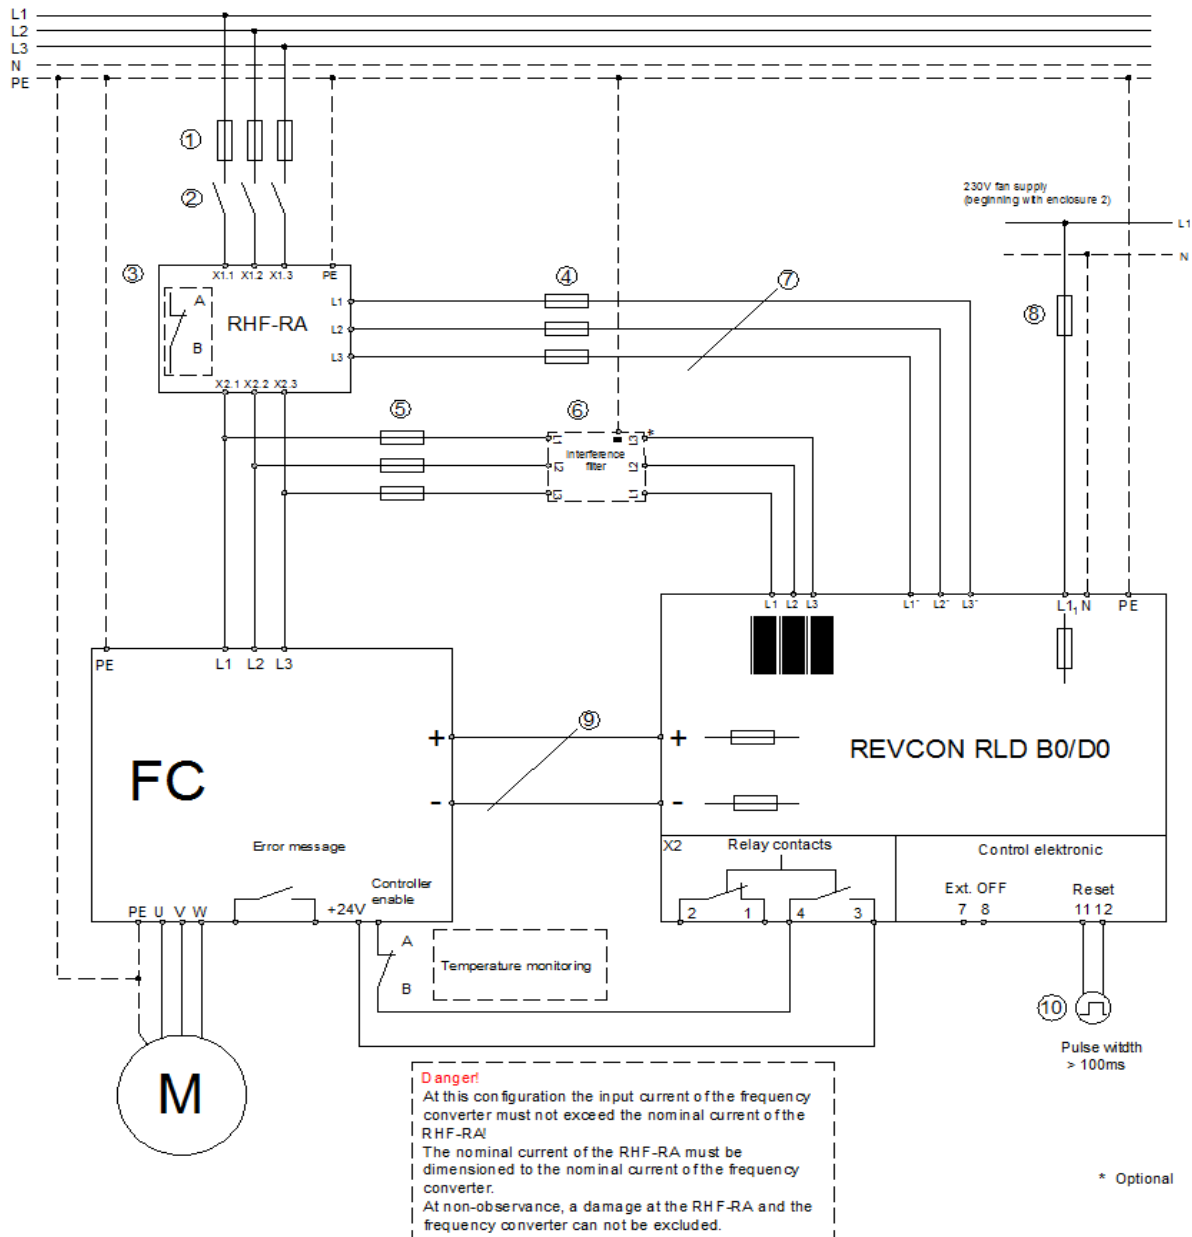 L1
L2
L3
N
PE
①
②
230V fan supply
(beginning with enclosure 2)
L1
N
③
X1.1 X1.2 X1.3 PE
④
⑦
⑧
A
B
RHF-RA
L1
L2
L3
X2.1 X2.2 X2.3
⑤
⑥
*
L1
L2
L3
Interference
filter
L3
L2
L1
L1 L2 L3
L1' L2' L3'
L1₁ N PE
PE L1 L2 L3
FC
+
-
⑨
+
-
REVCON RLD B0/D0
Error message
Controller
enable
+24V
PE U V W
X2
Relay contacts
2 1 4 3
Control elektronic
Ext. OFF
7 8
Reset
11 12
A
B
Temperature monitoring
⑩
Pulse witdth
> 100ms
M
Danger!
At this configuration the input current of the frequency
converter must not exceed the nominal current of the
RHF-RA!
The nominal current of the RHF-RA must be
dimensioned to the nominal current of the frequency
converter.
At non-observance, a damage at the RHF-RA and the
frequency converter can not be excluded.
* Optional